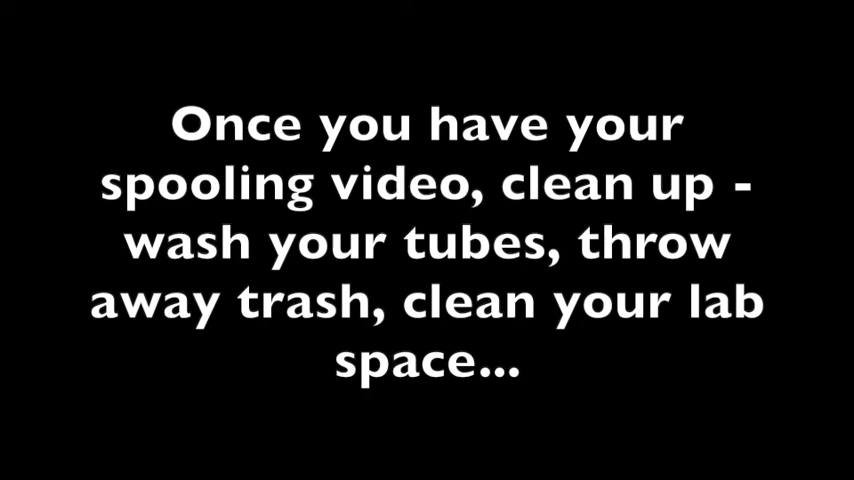 Once you have your
spooling video, clean up -
wash your tubes, throw
away trash, clean your lab
space...